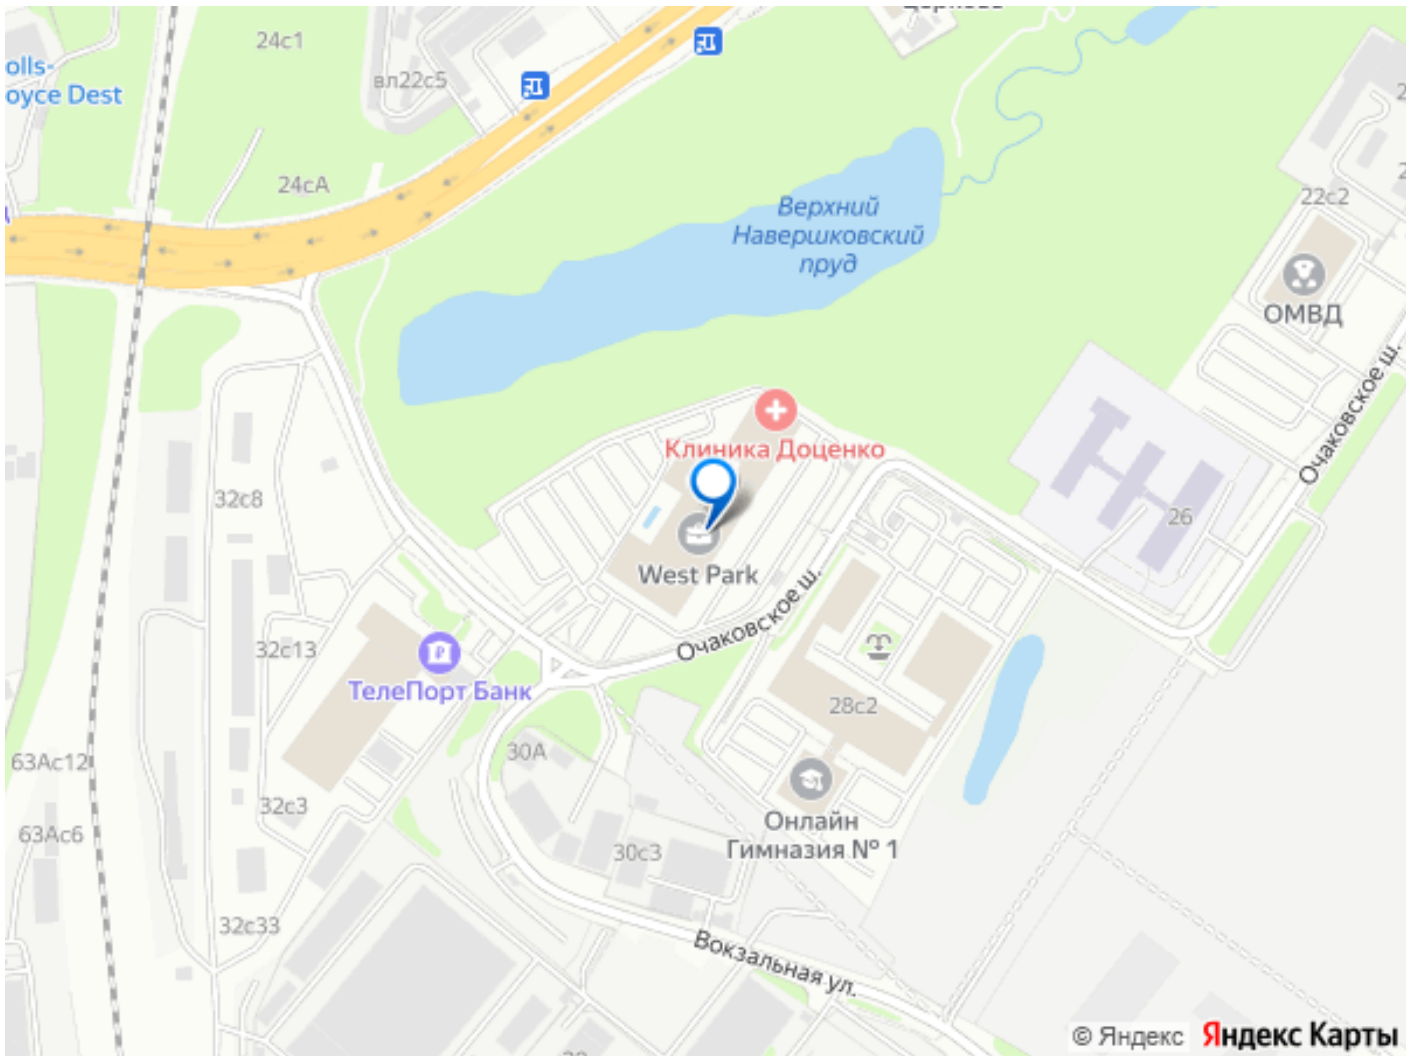 24с1
вл22с5
olls-
oyce Dest
24сА
Верхний
Навершковский
пруд
22с2
ОМВД
Очаковское ш.
Клиника Доценко
32с8
26
West Park
Очаковское ш.
32с13
ТелеПорт Банк
28с2
30А
63Ас12
32с3
63Ас6
Онлайн
Гимназия № 1
30с3
32с33
Вокзальная ул.
© Яндекс Яндекс Карты